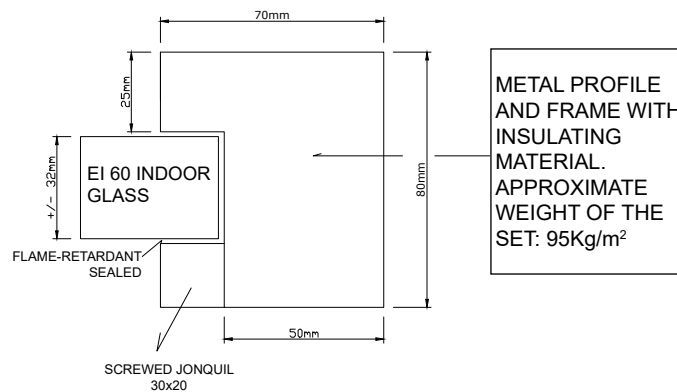 70mm
25mm
+/- 32mm
EI 60 INDOOR
GLASS
80mm
METAL PROFILE
AND FRAME WITH
INSULATING
MATERIAL.
APPROXIMATE
WEIGHT OF THE
SET: 95Kg/m²
FLAME-RETARDANT
SEALED
50mm
SCREWED JONQUIL
30x20